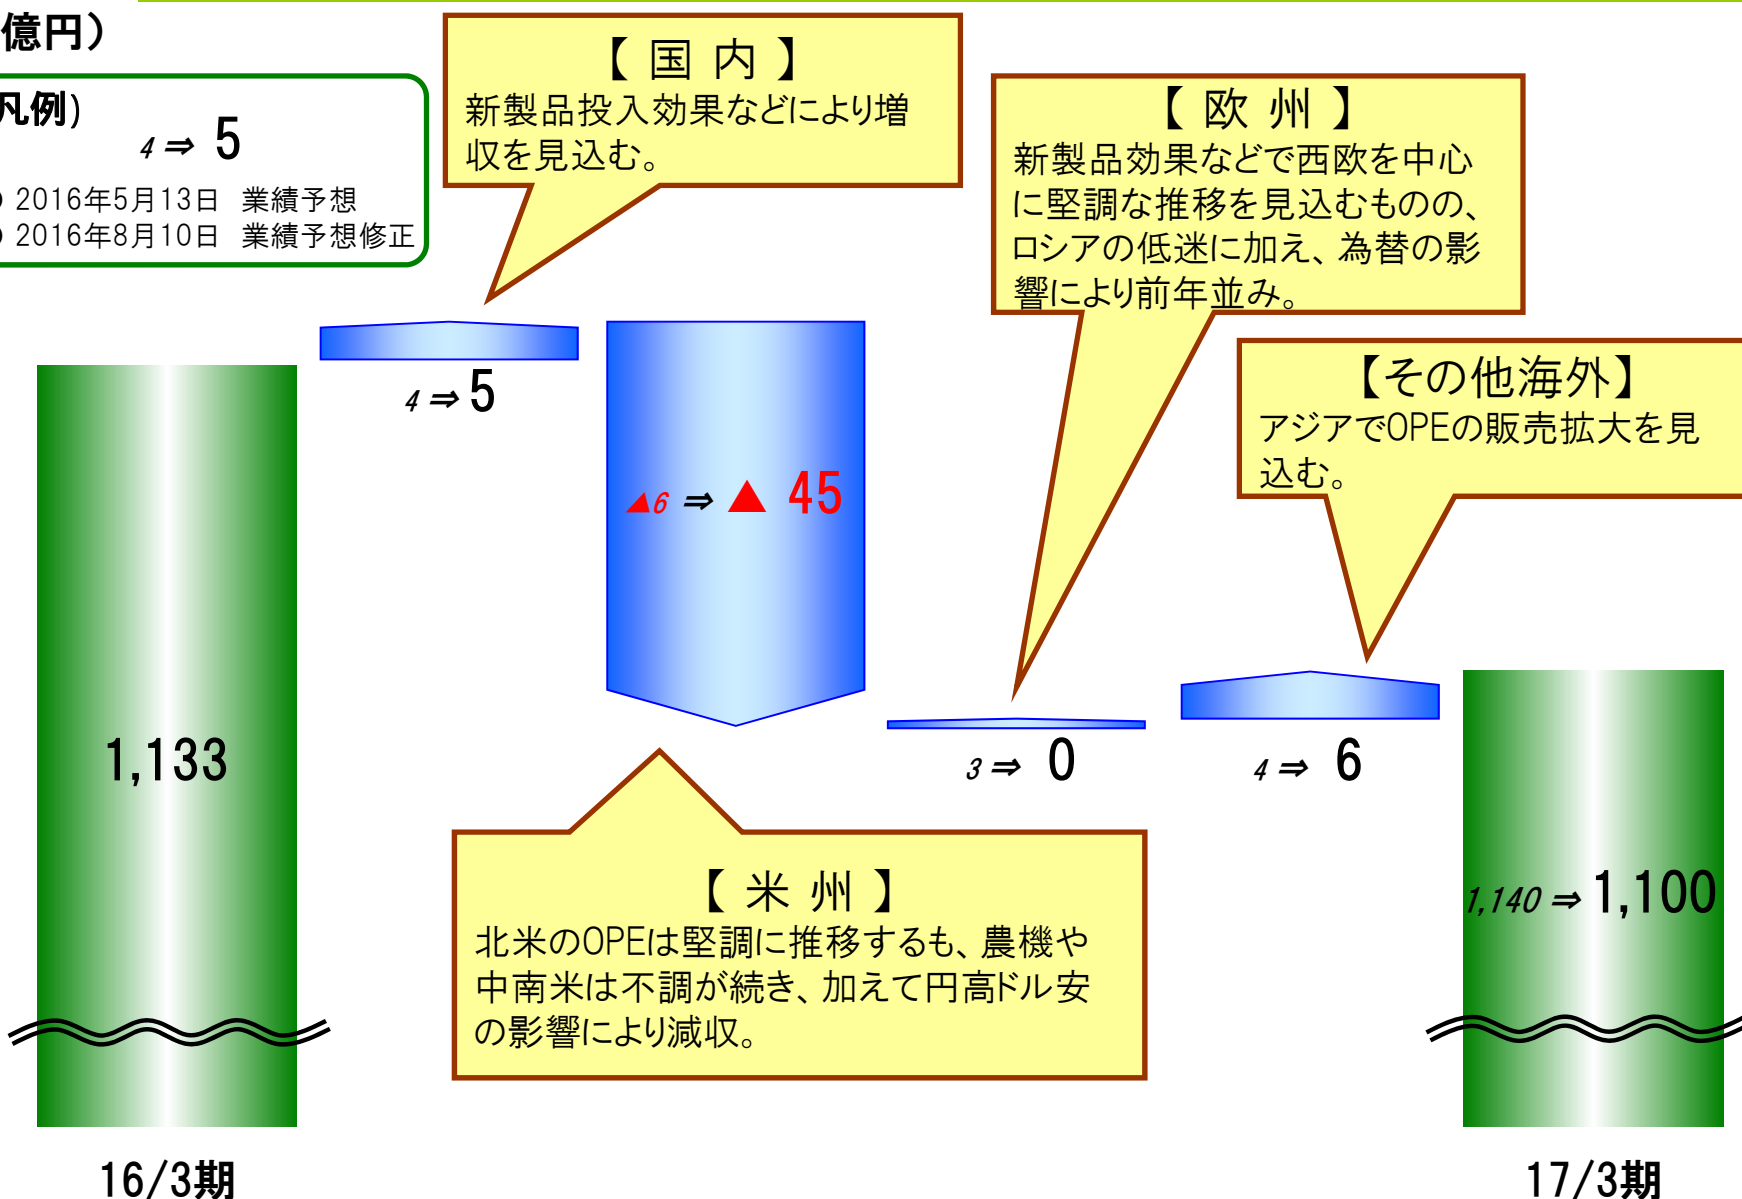 億円）
凡例)
4 ⇒ 5
2016年5月13日 業績予想
2016年8月10日 業績予想修正
【 国 内 】
新製品投入効果などにより増
収を見込む。
【 欧 州 】
新製品効果などで西欧を中心
に堅調な推移を見込むものの、
ロシアの低迷に加え、為替の影
響により前年並み。
【その他海外】
アジアでOPEの販売拡大を見
込む。
4 ⇒ 5
▲6 ⇒ ▲ 45
3 ⇒ 0
4 ⇒ 6
1,133
1,140 ⇒ 1,100
【 米 州 】
北米のOPEは堅調に推移するも、農機や
中南米は不調が続き、加えて円高ドル安
の影響により減収。
16/3期
17/3期